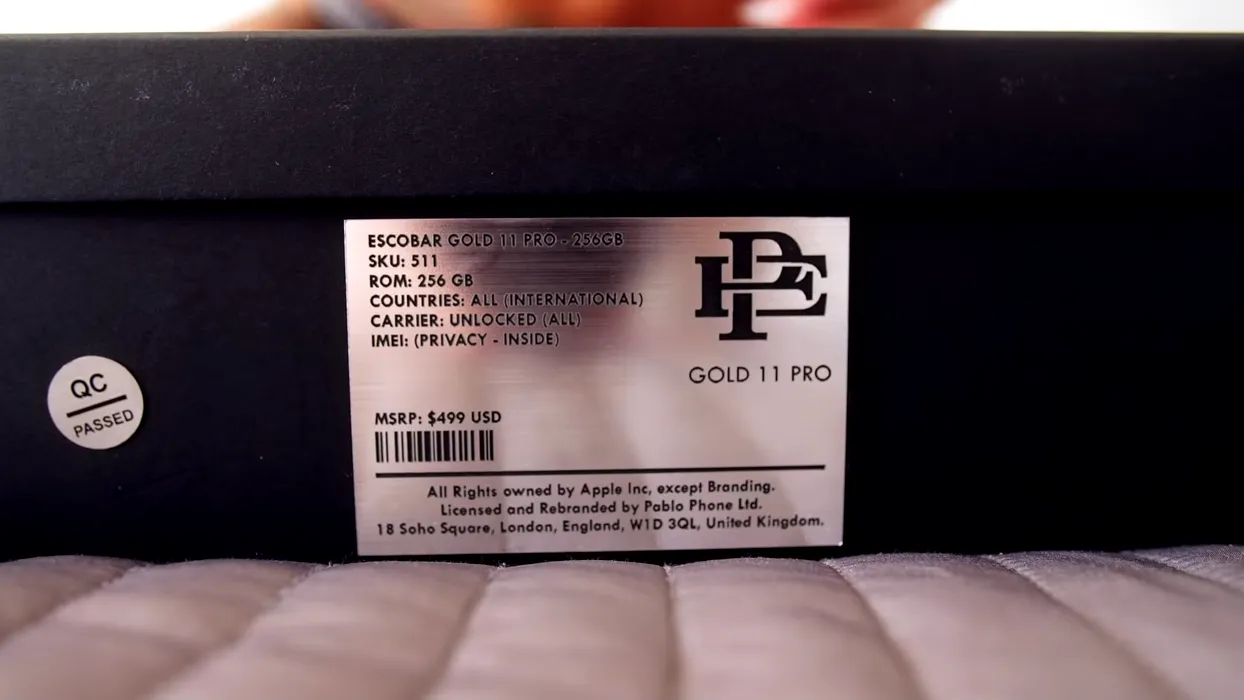 ESCOBAR GOLD 11 PRO - 256GB
SKU: 511
ROM: 256 GB
COUNTRIES: ALL (INTERNATIONAL)
CARRIER: UNLOCKED (ALL)
IMEI: (PRIVACY - INSIDE)
PE
GOLD 11 PRO
QC
PASSED
MSRP: $499 USD
All Rights owned by Apple Inc, except Branding.
Licensed and Rebranded by Pablo Phone Ltd.
18 Soho Square, London, England, W1D 3QL, United Kingdom.